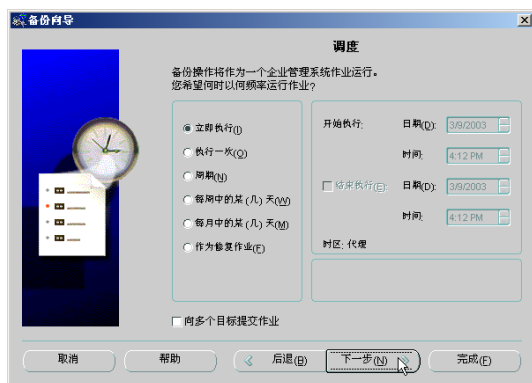 备份向导
调度
备份操作将作为一个企业管理系统作业运行。
您希望何时以何频率运行作业?
立即执行(I)
执行一次(O)
周期(N)
每周中的某(几)天(W)
每月中的某(几)天(M)
作为修复作业(F)
开始执行:
日期(D): 3/9/2003
时间: 4:12 PM
结束执行(E):
日期(D): 3/9/2003
时间: 4:12 PM
时区: 代理
向多个目标提交作业
取消
帮助
后退(B)
下一步(N)
完成(F)